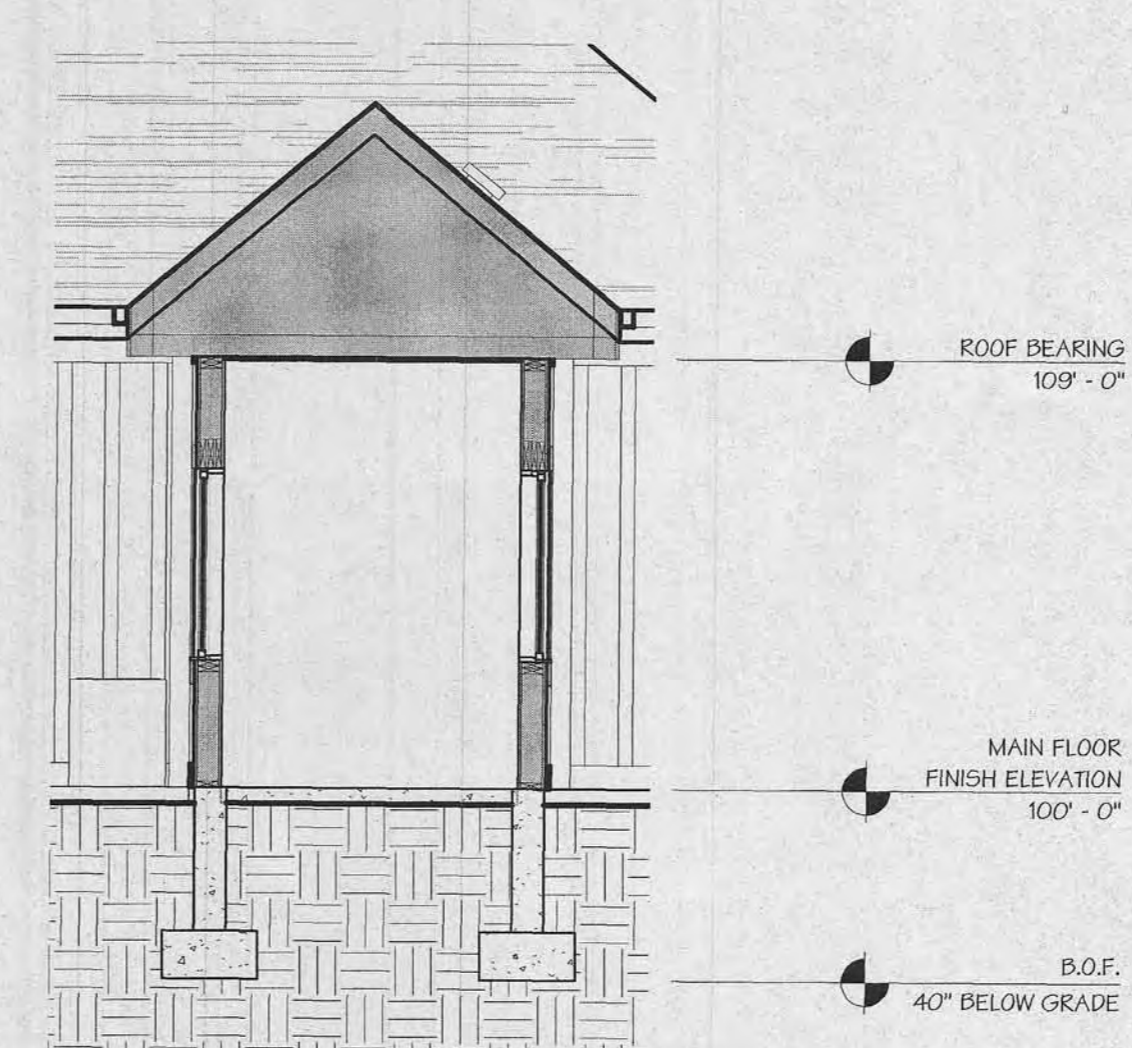 ROOF BEARING
109' - 0"
MAIN FLOOR
FINISH ELEVATION
100' - 0"
B.O.F.
40" BELOW GRADE